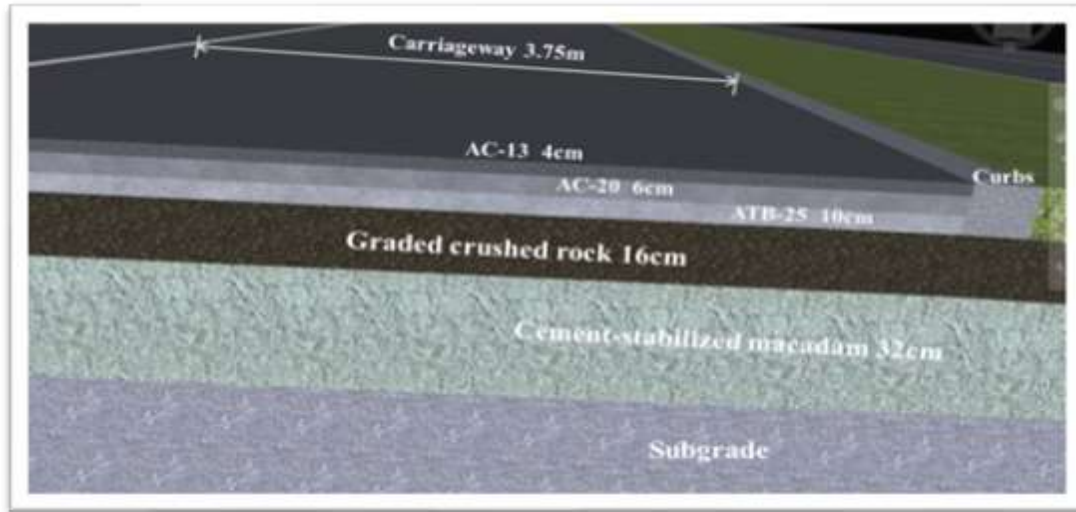 Carriageway 3.75m
AC-13 4cm
AC-20 6cm
Curbs
ATB-25 10cm
Graded crushed rock 16cm
Cement-stabilized macadam 32cm
Subgrade